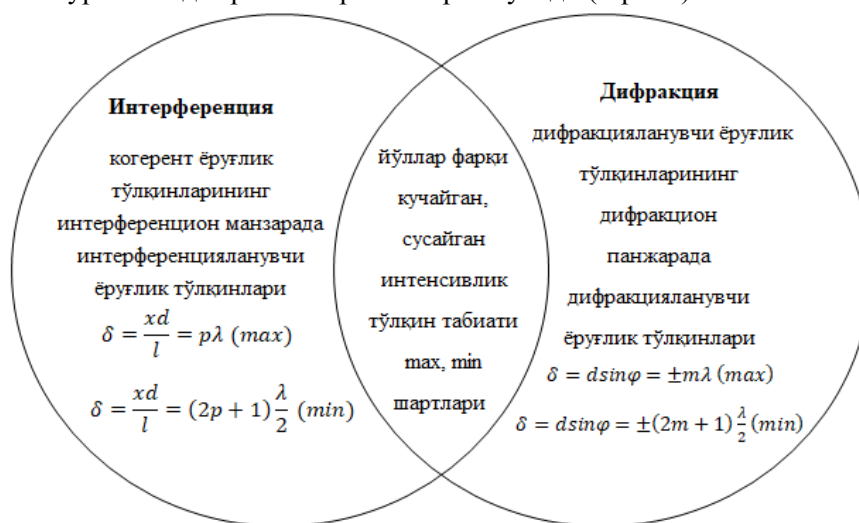 Интерференция
когерент ёруғлик
тўлқинларининг
интерференцион манзарада
интерференцияланувчи
ёруғлик тўлқинлари
δ = xd/l = pλ (max)
δ = xd/l = (2p + 1) λ/2 (min)
йўллар фарқи
кучайган,
сусайган
интенсивлик
тўлқин табиати
max, min
шартлари
Дифракция
дифракцияланувчи ёруғлик
тўлқинларининг
дифракцион
панжарада
дифракцияланувчи
ёруғлик тўлқинлари
δ = dsinφ = ±mλ (max)
δ = dsinφ = ±(2m + 1) λ/2 (min)